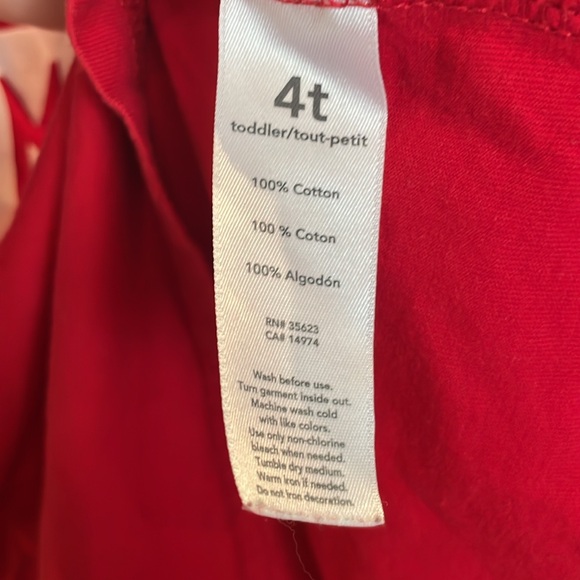 4t
toddler/tout-petit
100% Cotton
100 % Coton
100% Algodón
RN# 35623
CA# 14974
Wash before use.
Turn garment inside out.
Machine wash cold
with like colors.
Use only non-chlorine
bleach when needed.
Tumble dry medium.
Warm iron if needed.
Do not iron decoration.